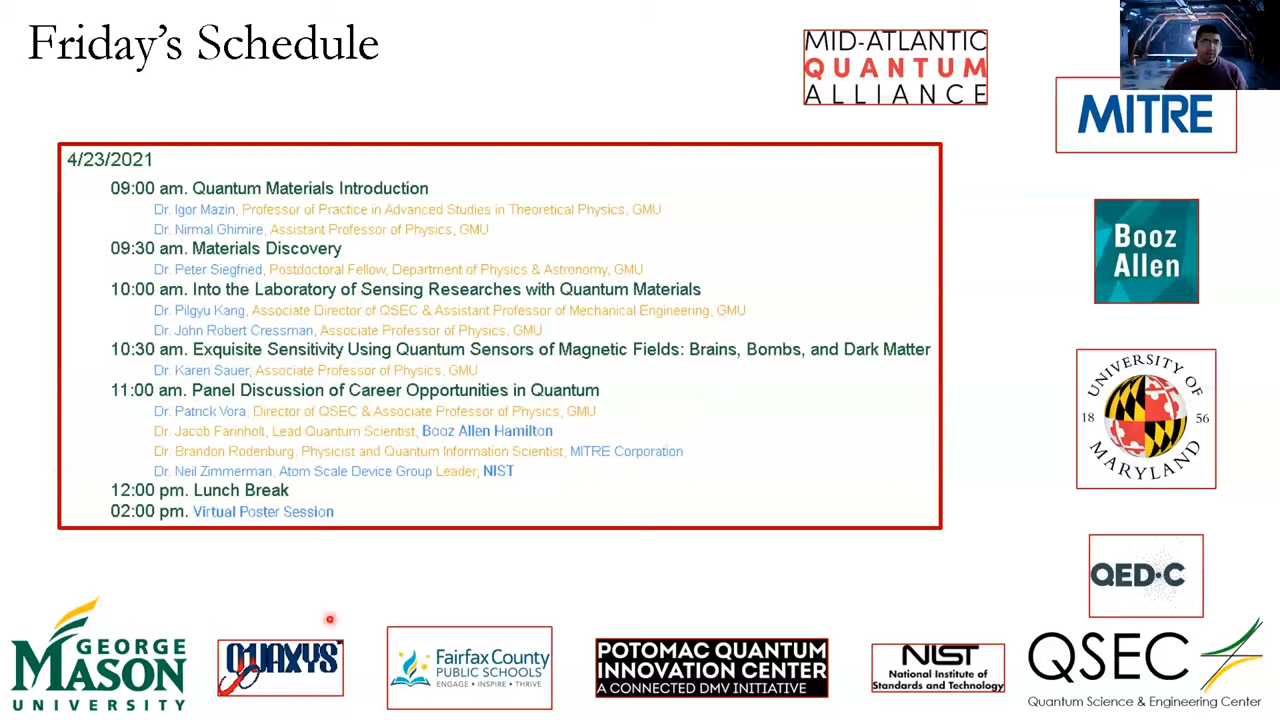 Friday's Schedule
MID-ATLANTIC
QUANTUM
ALLIANCE
MITRE
4/23/2021
09:00 am. Quantum Materials Introduction
Dr. Igor Mazin, Professor of Practice in Advanced Studies in Theoretical Physics, GMU
Dr. Nirmal Ghimire, Assistant Professor of Physics, GMU
09:30 am. Materials Discovery
Dr. Peter Siegfried, Postdoctoral Fellow, Department of Physics & Astronomy, GMU
10:00 am. Into the Laboratory of Sensing Researches with Quantum Materials
Dr. Pilgyu Kang, Associate Director of QSEC & Assistant Professor of Mechanical Engineering, GMU
Dr. John Robert Cressman, Associate Professor of Physics, GMU
10:30 am. Exquisite Sensitivity Using Quantum Sensors of Magnetic Fields: Brains, Bombs, and Dark Matter
Dr. Karen Sauer, Associate Professor of Physics, GMU
11:00 am. Panel Discussion of Career Opportunities in Quantum
Dr. Patrick Vora, Director of QSEC & Associate Professor of Physics, GMU
Dr. Jacob Farinholt, Lead Quantum Scientist, Booz Allen Hamilton
Dr. Brandon Rodenburg, Physicist and Quantum Information Scientist, MITRE Corporation
Dr. Neil Zimmerman, Atom Scale Device Group Leader, NIST
12:00 pm. Lunch Break
02:00 pm. Virtual Poster Session
Booz
Allen
UNIVERSITY OF
18 56
MARYLAND
QED·C
GEORGE
MASON
UNIVERSITY
QUAXYS
Fairfax County
PUBLIC SCHOOLS
ENGAGE • INSPIRE • THRIVE
POTOMAC QUANTUM
INNOVATION CENTER
A CONNECTED DMV INITIATIVE
NIST
National Institute of
Standards and Technology
QSEC
Quantum Science & Engineering Center